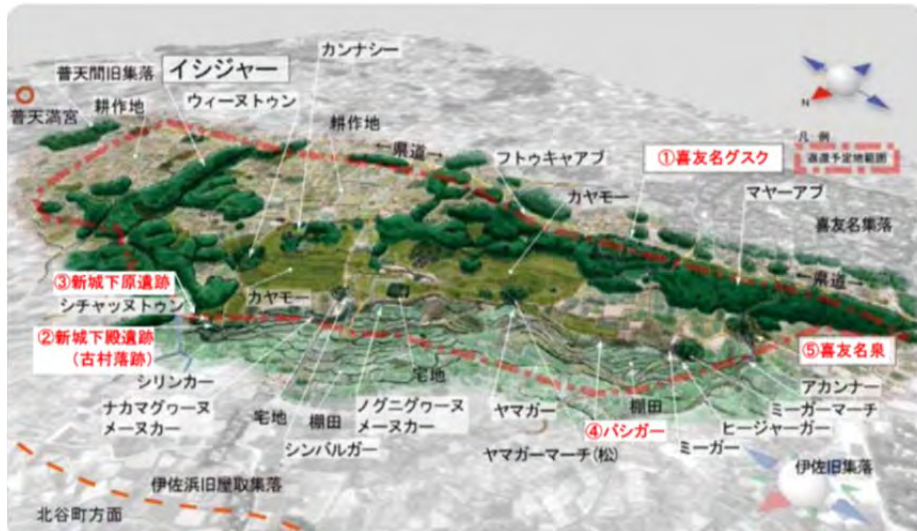 カンナシー
イシジャー
普天間旧集落
ウィーヌトゥン
普天満宮
耕作地
耕作地
←県道→
N
凡 例
返還予定地範囲
フトゥキャアブ
①喜友名グスク
カヤモー
マヤーアブ
喜友名集落
←県道→
③新城下原遺跡
シチャッヌトゥン
カヤモー
②新城下殿遺跡
(古村落跡)
⑤喜友名泉
シリンカー
宅地
アカンナー
ナカマグゥーヌ
メーヌカー
宅地
棚田
ノグニグゥーヌ
メーヌカー
ヤマガー
棚田
ミーガーマーチ
シンバルガー
④バシガー
ヒージャーガー
ヤマガーマーチ(松)
ミーガー
伊佐旧集落
伊佐浜旧屋取集落
北谷町方面